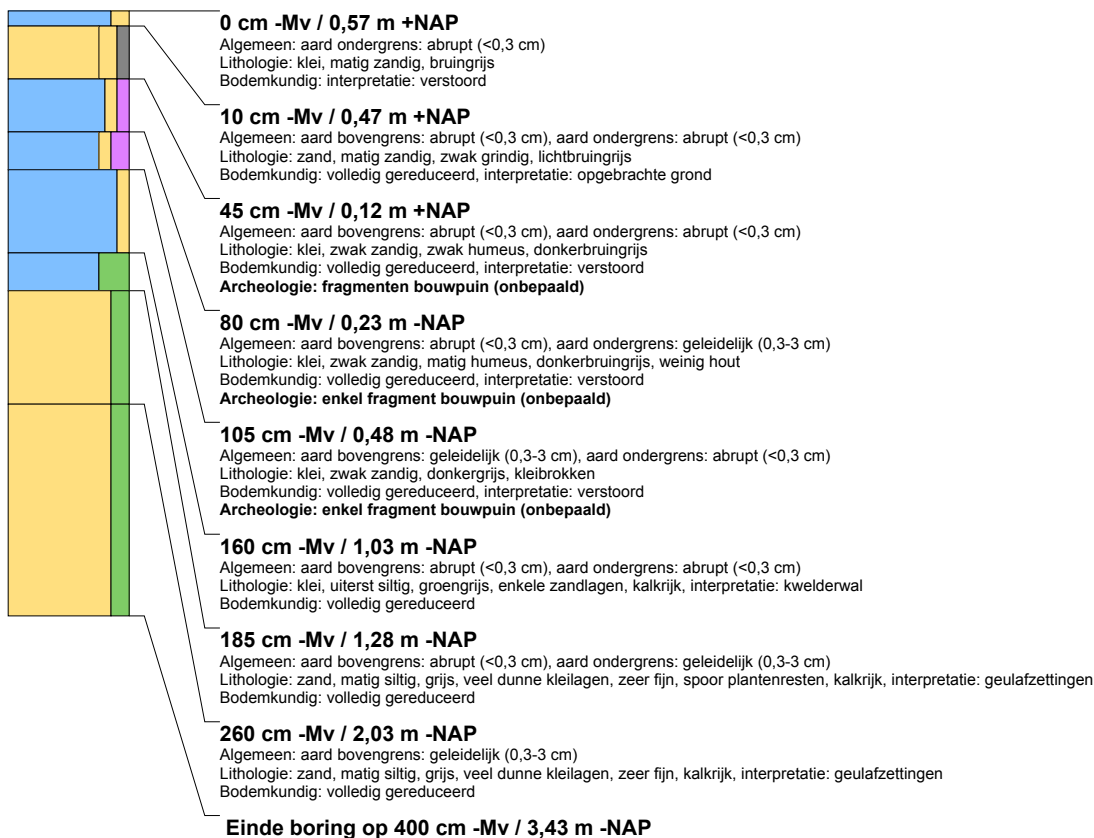 0 cm -Mv / 0,57 m +NAP
Algemeen: aard ondergrens: abrupt (<0,3 cm)
Lithologie: klei, matig zandig, bruingrijs
Bodemkundig: interpretatie: verstoord
10 cm -Mv / 0,47 m +NAP
Algemeen: aard bovengrens: abrupt (<0,3 cm), aard ondergrens: abrupt (<0,3 cm)
Lithologie: zand, matig zandig, zwak grindig, lichtbruingrijs
Bodemkundig: volledig gereduceerd, interpretatie: opgebrachte grond
45 cm -Mv / 0,12 m +NAP
Algemeen: aard bovengrens: abrupt (<0,3 cm), aard ondergrens: abrupt (<0,3 cm)
Lithologie: klei, zwak zandig, zwak humeus, donkerbruingrijs
Bodemkundig: volledig gereduceerd, interpretatie: verstoord
Archeologie: fragmenten bouwpuin (onbepaald)
80 cm -Mv / 0,23 m -NAP
Algemeen: aard bovengrens: abrupt (<0,3 cm), aard ondergrens: geleidelijk (0,3-3 cm)
Lithologie: klei, zwak zandig, matig humeus, donkerbruingrijs, weinig hout
Bodemkundig: volledig gereduceerd, interpretatie: verstoord
Archeologie: enkel fragment bouwpuin (onbepaald)
105 cm -Mv / 0,48 m -NAP
Algemeen: aard bovengrens: geleidelijk (0,3-3 cm), aard ondergrens: abrupt (<0,3 cm)
Lithologie: klei, zwak zandig, donkergrijs, kleibrokken
Bodemkundig: volledig gereduceerd, interpretatie: verstoord
Archeologie: enkel fragment bouwpuin (onbepaald)
160 cm -Mv / 1,03 m -NAP
Algemeen: aard bovengrens: abrupt (<0,3 cm), aard ondergrens: abrupt (<0,3 cm)
Lithologie: klei, uiterst siltig, groengrijs, enkele zandlagen, kalkrijk, interpretatie: kwelderwal
Bodemkundig: volledig gereduceerd
185 cm -Mv / 1,28 m -NAP
Algemeen: aard bovengrens: abrupt (<0,3 cm), aard ondergrens: geleidelijk (0,3-3 cm)
Lithologie: zand, matig siltig, grijs, veel dunne kleilagen, zeer fijn, spoor plantenresten, kalkrijk, interpretatie: geulafzettingen
Bodemkundig: volledig gereduceerd
260 cm -Mv / 2,03 m -NAP
Algemeen: aard bovengrens: geleidelijk (0,3-3 cm)
Lithologie: zand, matig siltig, grijs, veel dunne kleilagen, zeer fijn, kalkrijk, interpretatie: geulafzettingen
Bodemkundig: volledig gereduceerd
Einde boring op 400 cm -Mv / 3,43 m -NAP